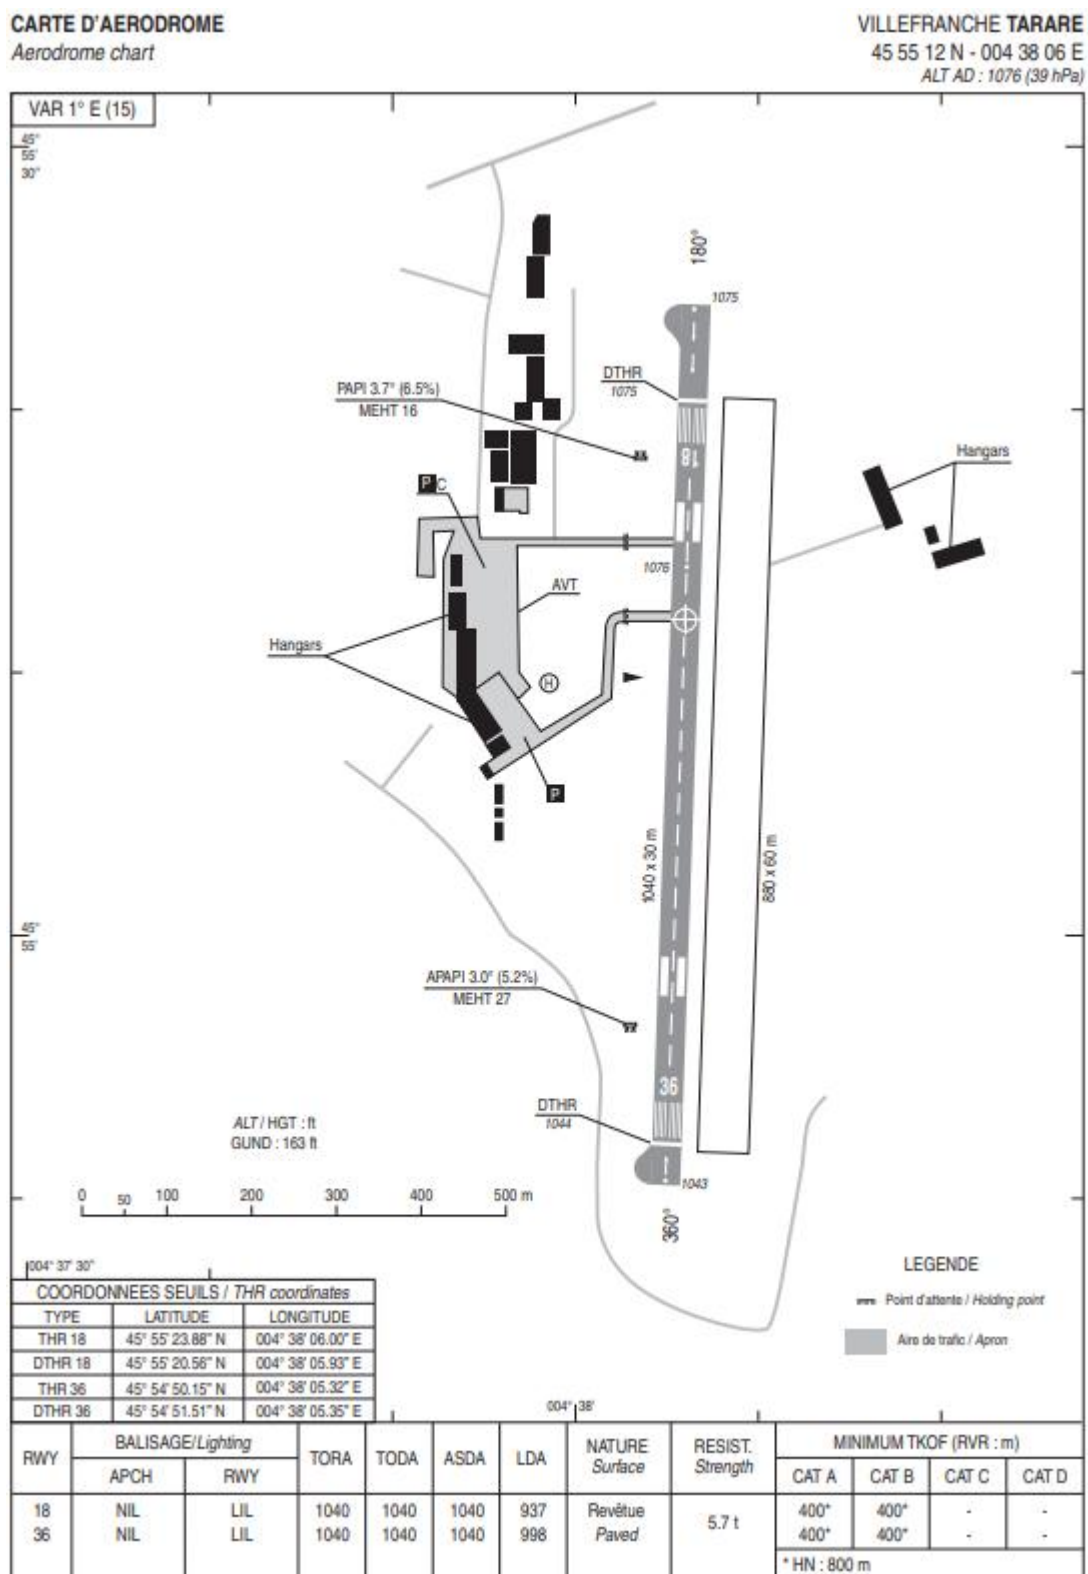 CARTE D'AERODROME
Aerodrome chart
VILLEFRANCHE TARARE
45 55 12 N - 004 38 06 E
ALT AD : 1076 (39 hPa)
VAR 1° E (15)
45°
55'
30"
180°
1075
DTHR
1075
PAPI 3.7° (6.5%)
MEHT 16
18
Hangars
P C
1076
AVT
Hangars
H
P
1040 x 30 m
880 x 60 m
45°
55'
APAPI 3.0° (5.2%)
MEHT 27
36
DTHR
1044
ALT / HGT : ft
GUND : 163 ft
1043
0 50 100 200 300 400 500 m
360°
004° 37' 30"
LEGENDE
Point d'attente / Holding point
Aire de trafic / Apron
COORDONNEES SEUILS / THR coordinates
TYPE LATITUDE LONGITUDE
THR 18 45° 55' 23.88" N 004° 38' 06.00" E
DTHR 18 45° 55' 20.56" N 004° 38' 05.93" E
THR 36 45° 54' 50.15" N 004° 38' 05.32" E
DTHR 36 45° 54' 51.51" N 004° 38' 05.35" E
004° 38'
RWY BALISAGE/Lighting TORA TODA ASDA LDA NATURE RESIST. MINIMUM TKOF (RVR : m)
Surface Strength
APCH RWY CAT A CAT B CAT C CAT D
18 NIL LIL 1040 1040 1040 937 Revêtue 5.7 t 400* 400* - -
36 NIL LIL 1040 1040 1040 998 Paved 400* 400* - -
* HN : 800 m